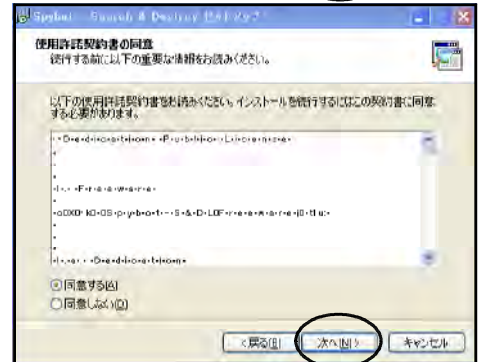 Spybot - Search & Destroy セットアップ
使用許諾契約書の同意
続行する前に以下の重要な情報をお読みください。
以下の使用許諾契約書をお読みください。インストールを続行するにはこの契約書に同意
する必要があります。
･･D･e･d･i･c･a･t･i･o･n･ ･P･u･b･l･i･c･ ･L･i･c･e･n･s･e･
･I･.･ ･F･r･e･e･w･a･r･e･
･I･.･a･.･ ･D･e･d･i･c･a･t･i･o･n･
同意する(A)
同意しない(D)
< 戻る(B)
次へ(N) >
キャンセル